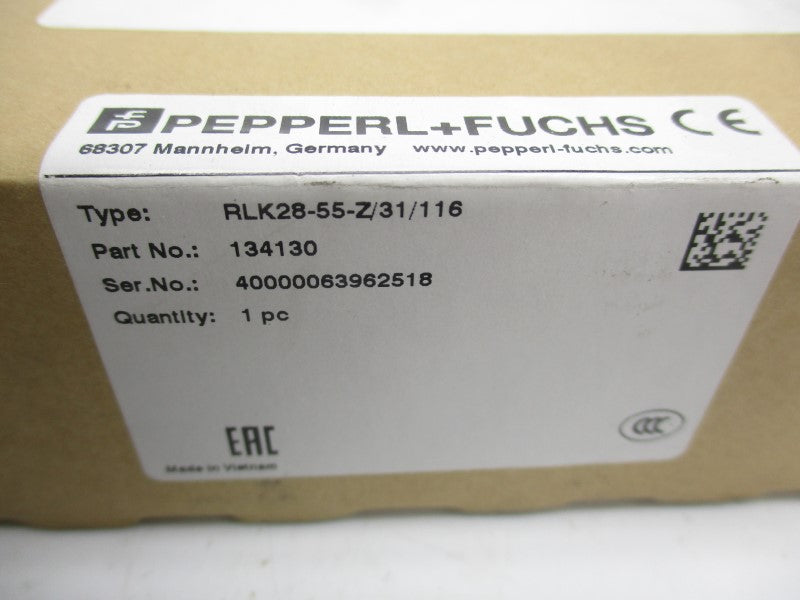 PEPPERL+FUCHS CE
68307 Mannheim, Germany www.pepperl-fuchs.com
Type: RLK28-55-Z/31/116
Part No.: 134130
Ser.No.: 40000063962518
Quantity: 1 pc
EAC
CCC
Made in Vietnam